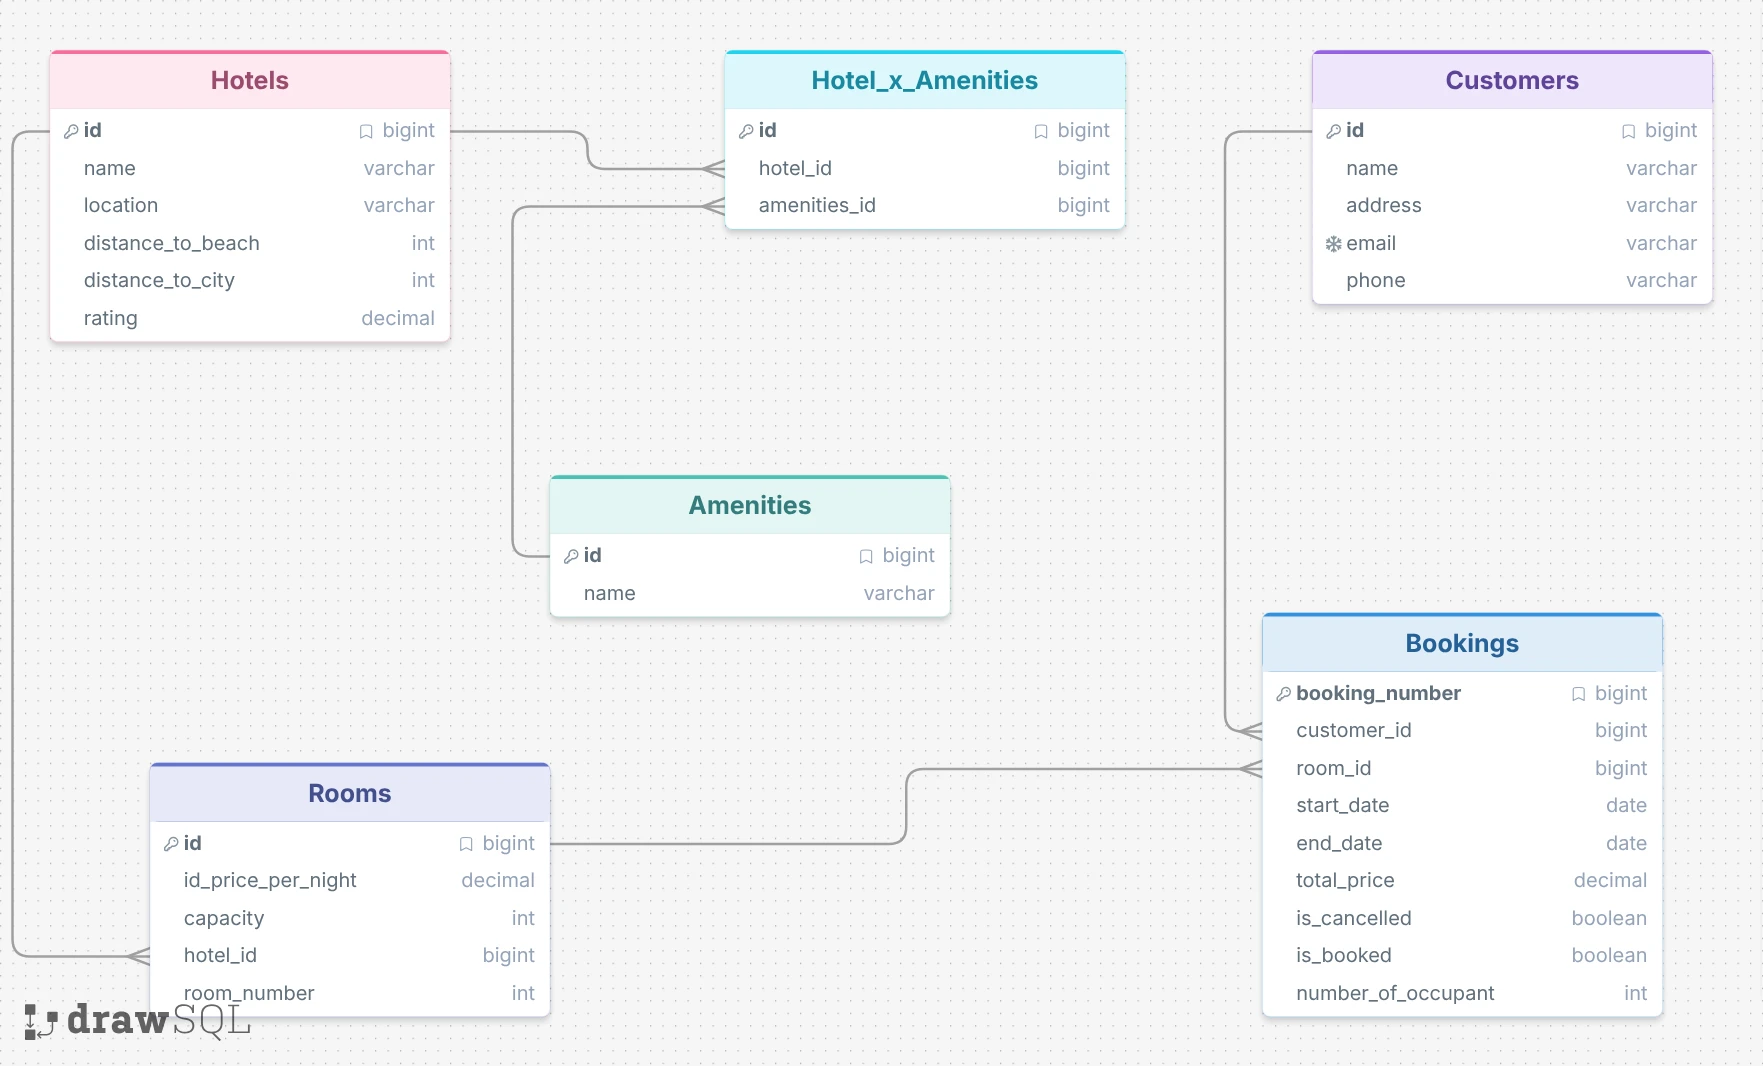 Hotels
id bigint
name varchar
location varchar
distance_to_beach int
distance_to_city int
rating decimal
Hotel_x_Amenities
id bigint
hotel_id bigint
amenities_id bigint
Customers
id bigint
name varchar
address varchar
email varchar
phone varchar
Amenities
id bigint
name varchar
Bookings
booking_number bigint
customer_id bigint
room_id bigint
start_date date
end_date date
total_price decimal
is_cancelled boolean
is_booked boolean
number_of_occupant int
Rooms
id bigint
id_price_per_night decimal
capacity int
hotel_id bigint
room_number int
drawSQL